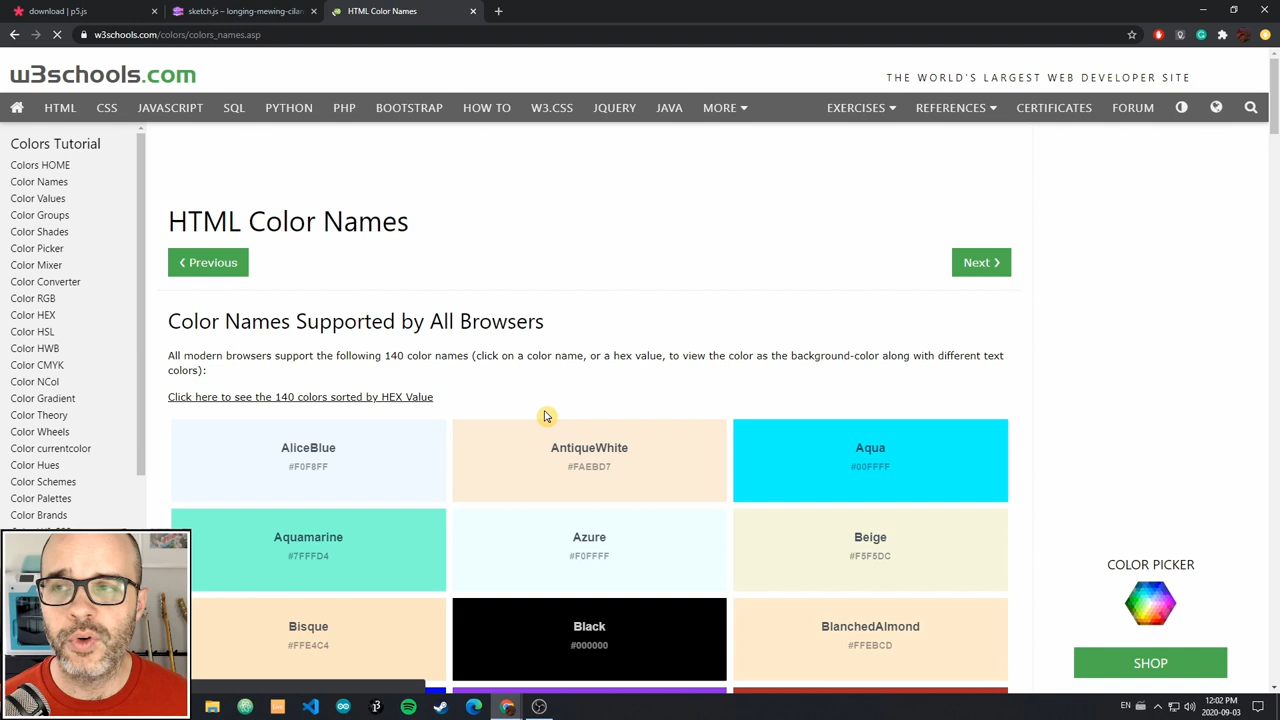 download | p5.js
sketch.js – longing-mewing-cilan
HTML Color Names
w3schools.com/colors/colors_names.asp
w3schools.com
THE WORLD'S LARGEST WEB DEVELOPER SITE
HTML CSS JAVASCRIPT SQL PYTHON PHP BOOTSTRAP HOW TO W3.CSS JQUERY JAVA MORE EXERCISES REFERENCES CERTIFICATES FORUM
Colors Tutorial
Colors HOME
Color Names
Color Values
Color Groups
Color Shades
Color Picker
Color Mixer
Color Converter
Color RGB
Color HEX
Color HSL
Color HWB
Color CMYK
Color NCol
Color Gradient
Color Theory
Color Wheels
Color currentcolor
Color Hues
Color Schemes
Color Palettes
Color Brands
HTML Color Names
❮ Previous
Next ❯
Color Names Supported by All Browsers
All modern browsers support the following 140 color names (click on a color name, or a hex value, to view the color as the background-color along with different text
colors):
Click here to see the 140 colors sorted by HEX Value
AliceBlue
#F0F8FF
AntiqueWhite
#FAEBD7
Aqua
#00FFFF
Aquamarine
#7FFFD4
Azure
#F0FFFF
Beige
#F5F5DC
Bisque
#FFE4C4
Black
#000000
BlanchedAlmond
#FFEBCD
COLOR PICKER
SHOP
EN
12:02 PM
2020-09-03